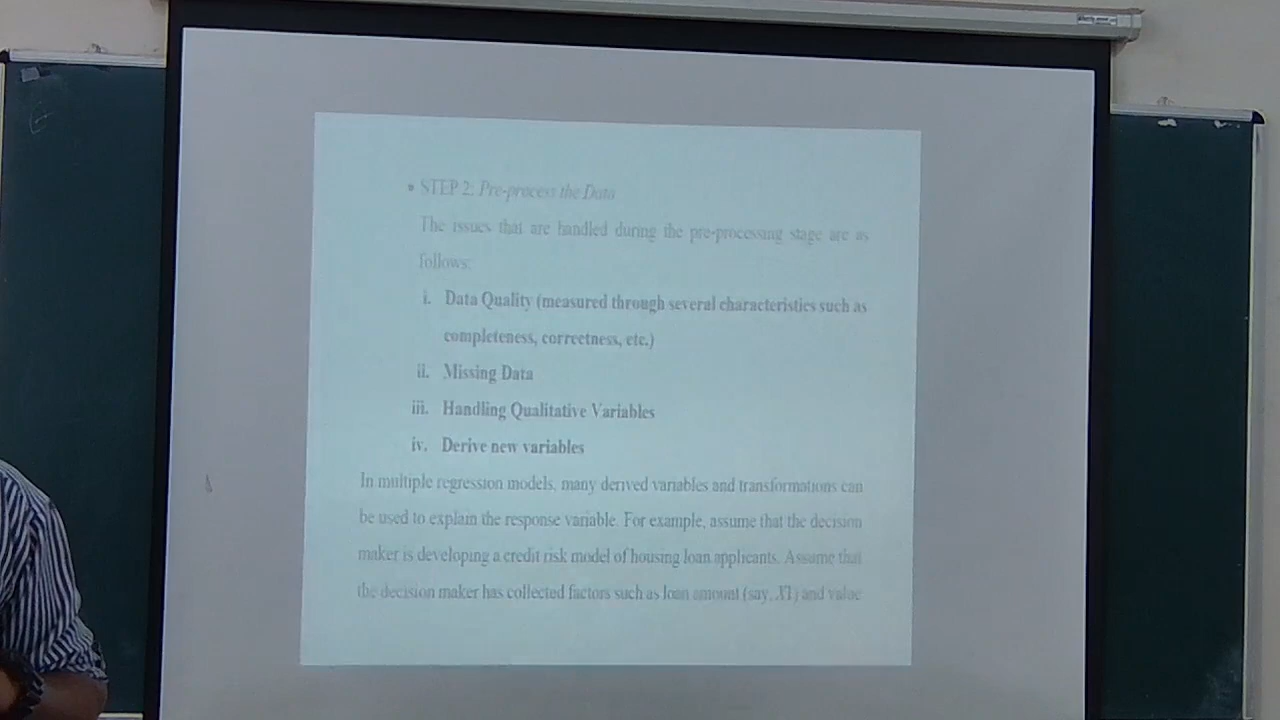 • STEP 2: Pre-process the Data
The issues that are handled during the pre-processing stage are as
follows:
i. Data Quality (measured through several characteristics such as
completeness, correctness, etc.)
ii. Missing Data
iii. Handling Qualitative Variables
iv. Derive new variables
In multiple regression models, many derived variables and transformations can
be used to explain the response variable. For example, assume that the decision
maker is developing a credit risk model of housing loan applicants. Assume that
the decision maker has collected factors such as loan amount (say, X1) and value